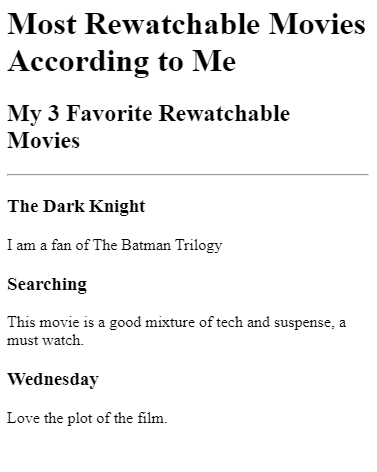 Most Rewatchable Movies
According to Me
My 3 Favorite Rewatchable
Movies
The Dark Knight
I am a fan of The Batman Trilogy
Searching
This movie is a good mixture of tech and suspense, a
must watch.
Wednesday
Love the plot of the film.